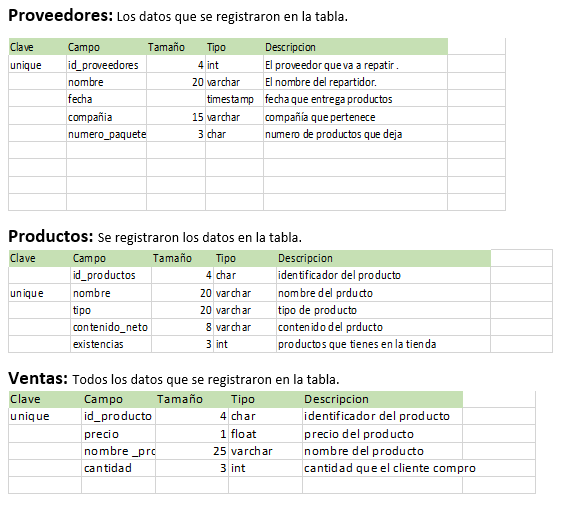 Proveedores: Los datos que se registraron en la tabla.
Clave Campo Tamaño Tipo Descripcion
unique id_proveedores 4 int El proveedor que va a repatir .
nombre 20 varchar El nombre del repartidor.
fecha timestamp fecha que entrega productos
compañia 15 varchar compañía que pertenece
numero_paquete 3 char numero de productos que deja
Productos: Se registraron los datos en la tabla.
Clave Campo Tamaño Tipo Descripcion
id_productos 4 char identificador del producto
unique nombre 20 varchar nombre del prducto
tipo 20 varchar tipo de producto
contenido_neto 8 varchar contenido del prducto
existencias 3 int productos que tienes en la tienda
Ventas: Todos los datos que se registraron en la tabla.
Clave Campo Tamaño Tipo Descripcion
unique id_producto 4 char identificador del producto
precio 1 float precio del producto
nombre _pro 25 varchar nombre del producto
cantidad 3 int cantidad que el cliente compro